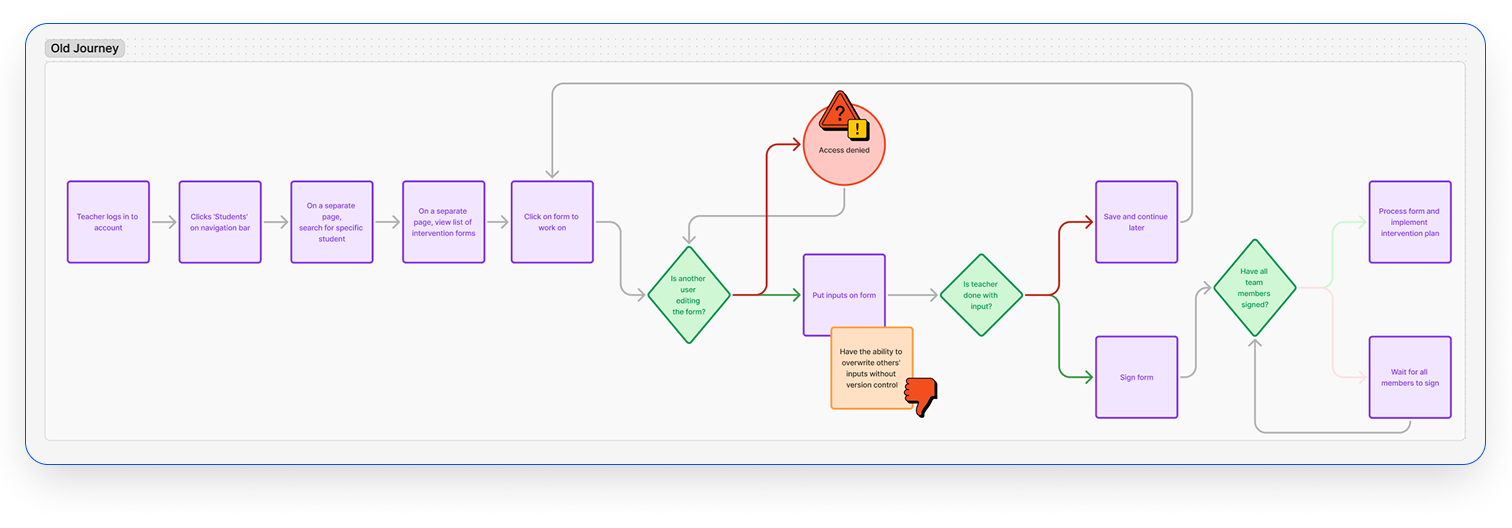 Old Journey
Teacher logs in to
account
Clicks 'Students'
on navigation bar
On a separate
page,
search for specific
student
On a separate
page, view list of
intervention forms
Click on form to
work on
Is another
user
editing
the form?
?
!
Access denied
Put inputs on form
Have the ability to
overwrite others'
inputs without
version control
Is teacher
done with
input?
Save and continue
later
Sign form
Have all
team
members
signed?
Process form and
implement
intervention plan
Wait for all
members to sign